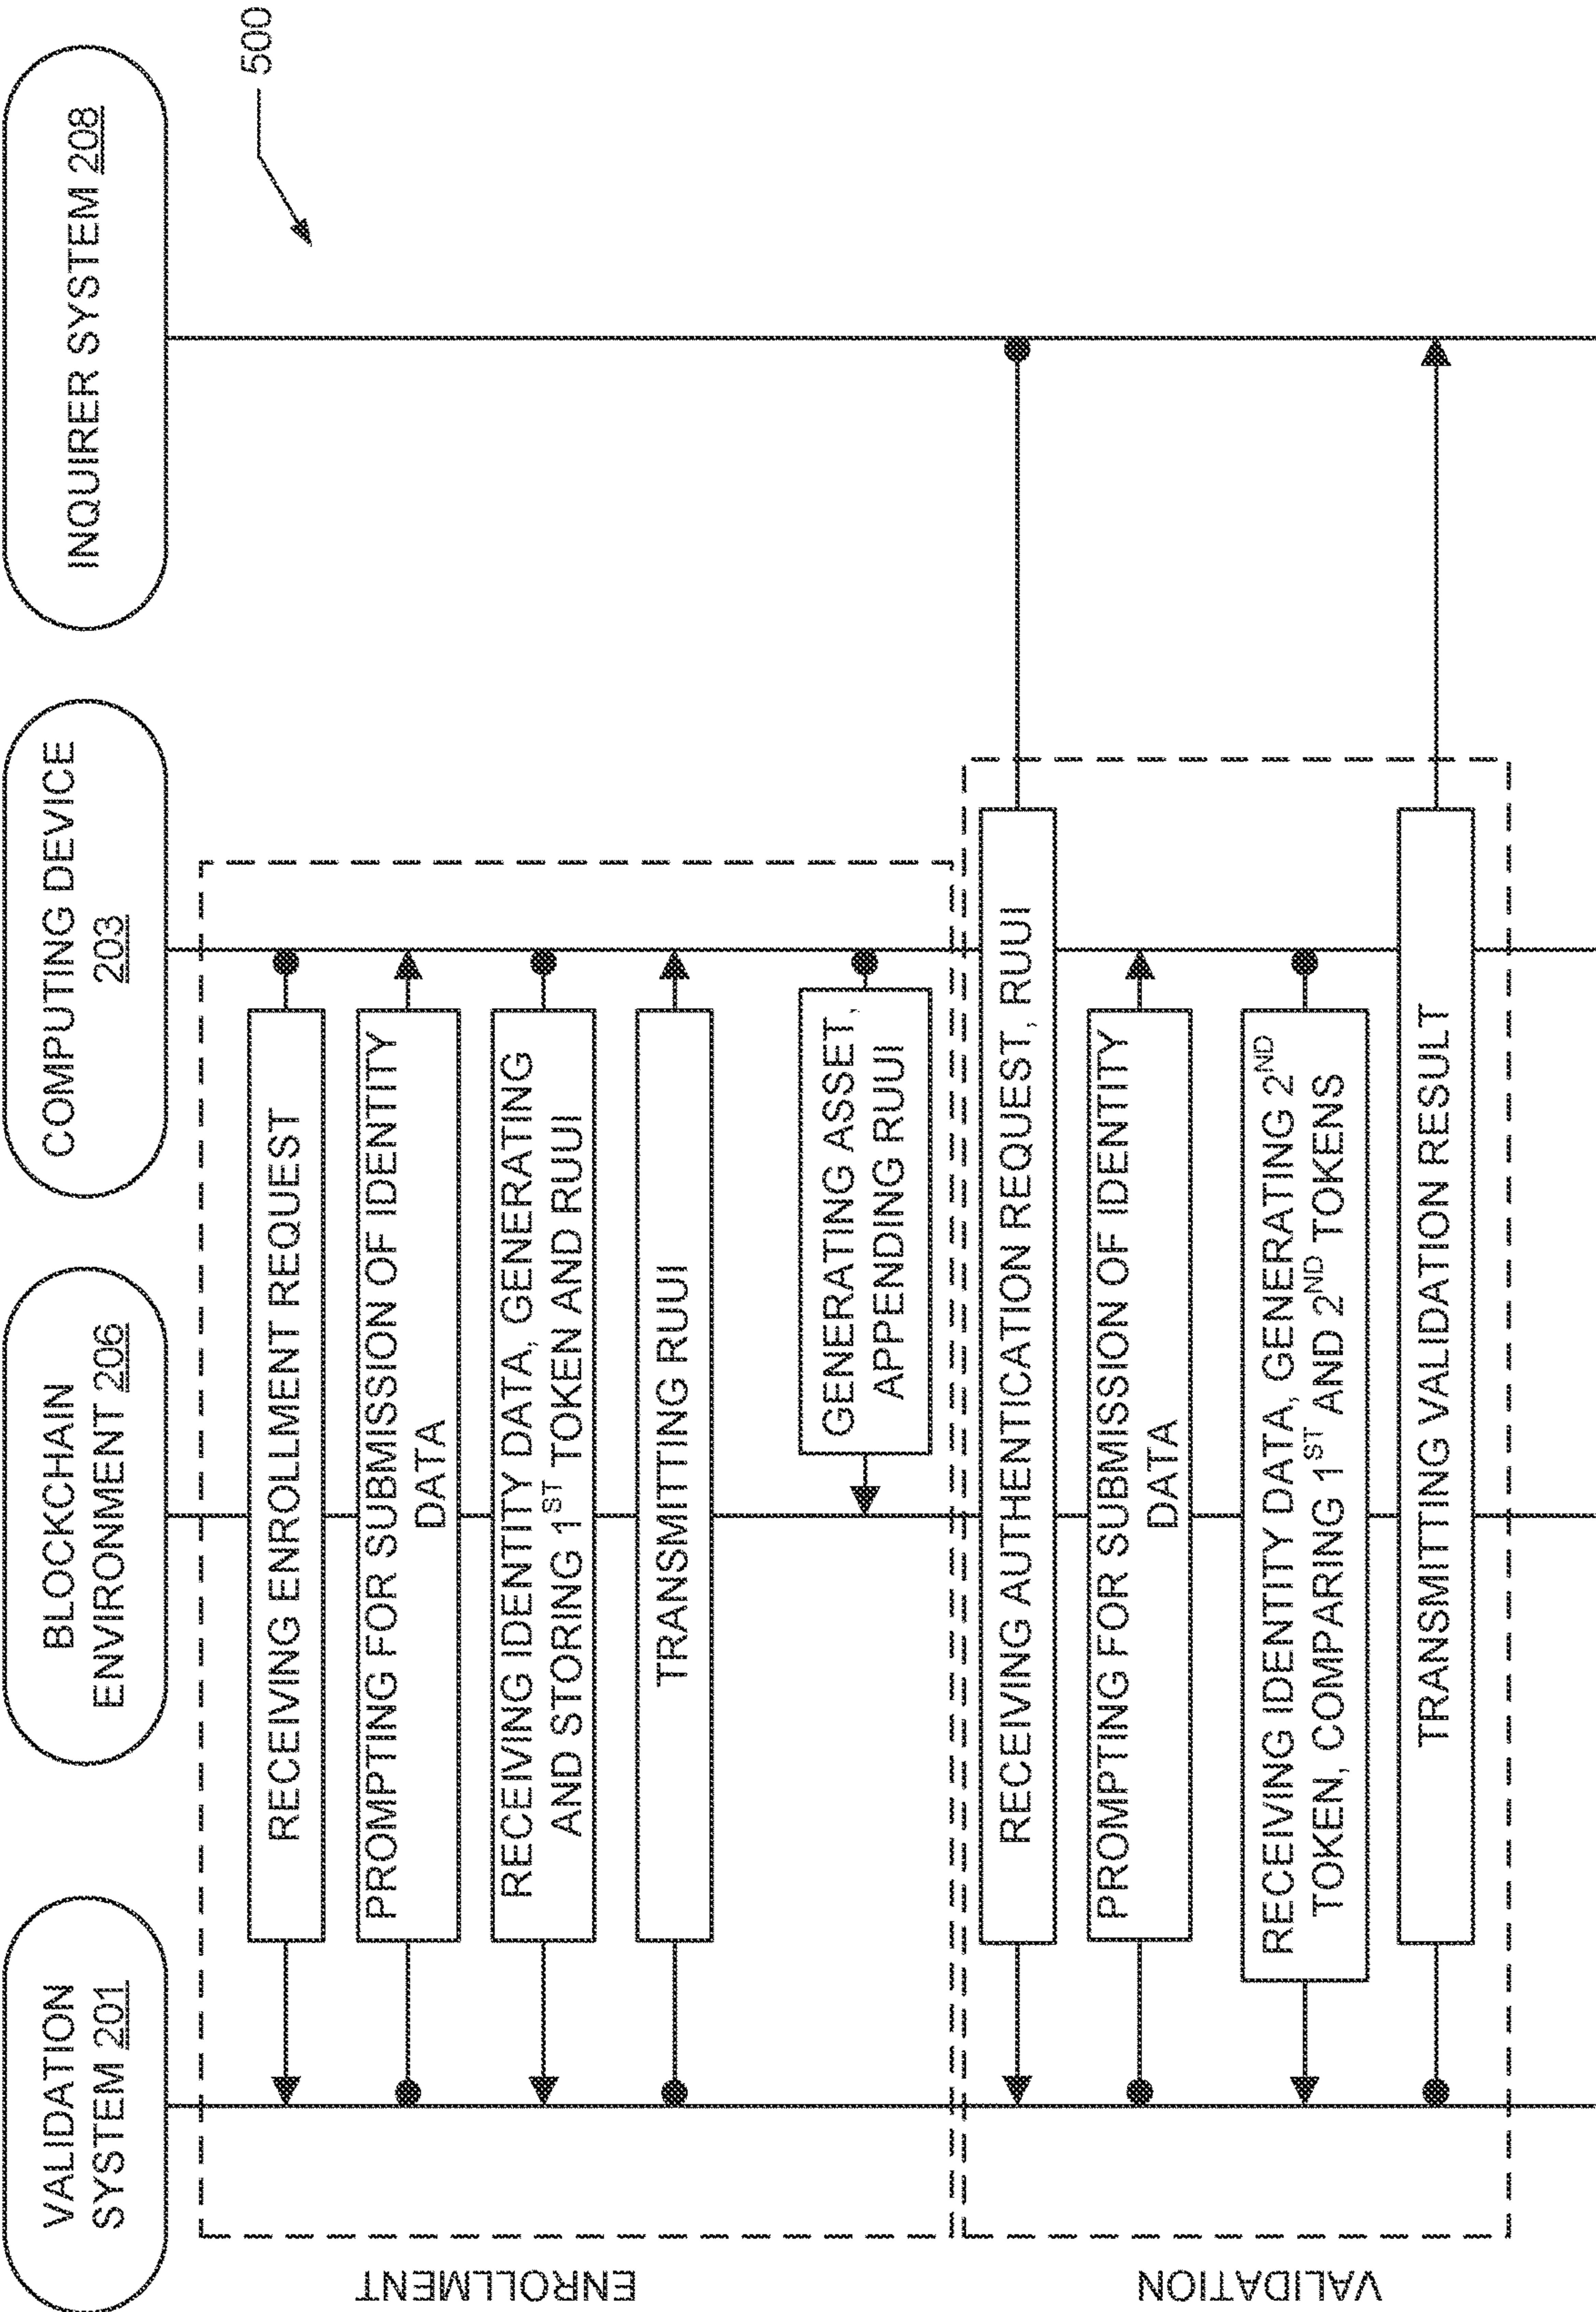 VALIDATION
SYSTEM 201
BLOCKCHAIN
ENVIRONMENT 206
COMPUTING DEVICE
203
INQUIRER SYSTEM 208
500
ENROLLMENT
RECEIVING ENROLLMENT REQUEST
PROMPTING FOR SUBMISSION OF IDENTITY
DATA
RECEIVING IDENTITY DATA, GENERATING
AND STORING 1ST TOKEN AND RUUI
TRANSMITTING RUUI
GENERATING ASSET,
APPENDING RUUI
VALIDATION
RECEIVING AUTHENTICATION REQUEST, RUUI
PROMPTING FOR SUBMISSION OF IDENTITY
DATA
RECEIVING IDENTITY DATA, GENERATING 2ND
TOKEN, COMPARING 1ST AND 2ND TOKENS
TRANSMITTING VALIDATION RESULT